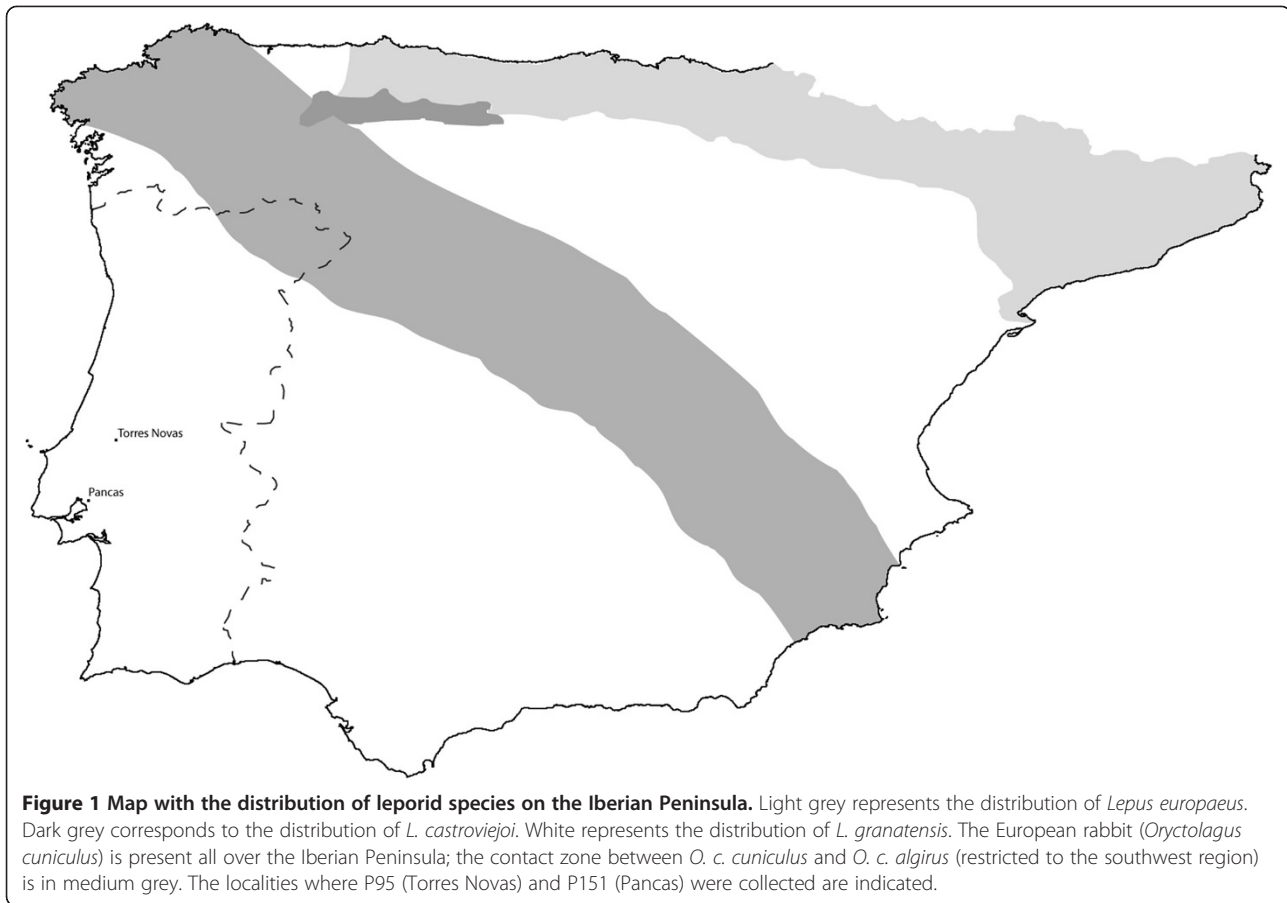 Torres Novas
Pancas
Figure 1 Map with the distribution of leporid species on the Iberian Peninsula. Light grey represents the distribution of Lepus europaeus.
Dark grey corresponds to the distribution of L. castroviejoi. White represents the distribution of L. granatensis. The European rabbit (Oryctolagus
cuniculus) is present all over the Iberian Peninsula; the contact zone between O. c. cuniculus and O. c. algirus (restricted to the southwest region)
is in medium grey. The localities where P95 (Torres Novas) and P151 (Pancas) were collected are indicated.